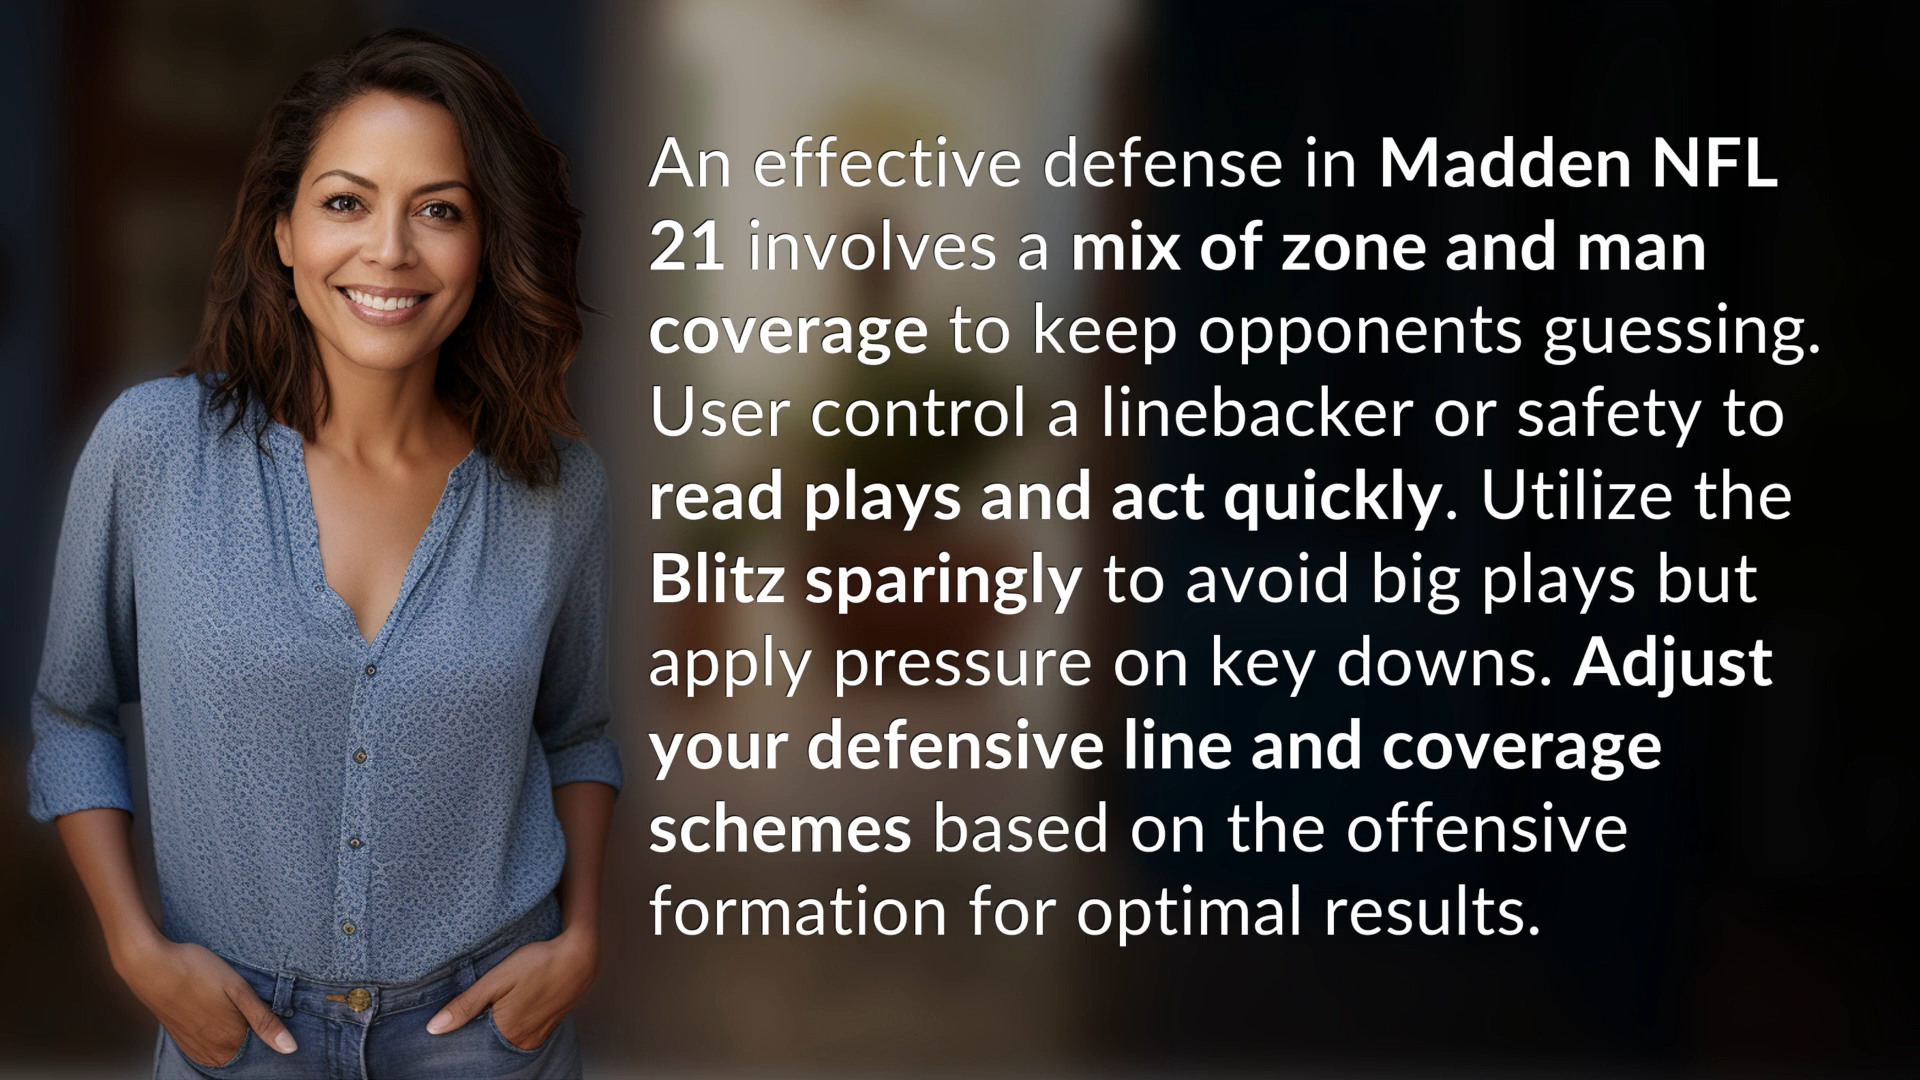 An effective defense in Madden NFL
21 involves a mix of zone and man
coverage to keep opponents guessing.
User control a linebacker or safety to
read plays and act quickly. Utilize the
Blitz sparingly to avoid big plays but
apply pressure on key downs. Adjust
your defensive line and coverage
schemes based on the offensive
formation for optimal results.